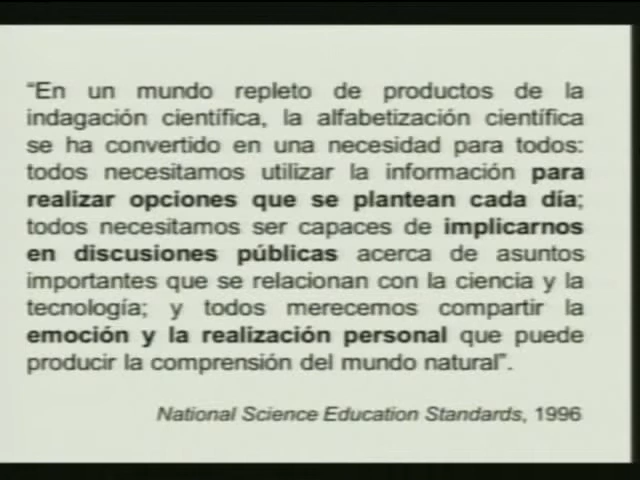 “En un mundo repleto de productos de la
indagación científica, la alfabetización científica
se ha convertido en una necesidad para todos:
todos necesitamos utilizar la información para
realizar opciones que se plantean cada día;
todos necesitamos ser capaces de implicarnos
en discusiones públicas acerca de asuntos
importantes que se relacionan con la ciencia y la
tecnología; y todos merecemos compartir la
emoción y la realización personal que puede
producir la comprensión del mundo natural”.
National Science Education Standards, 1996